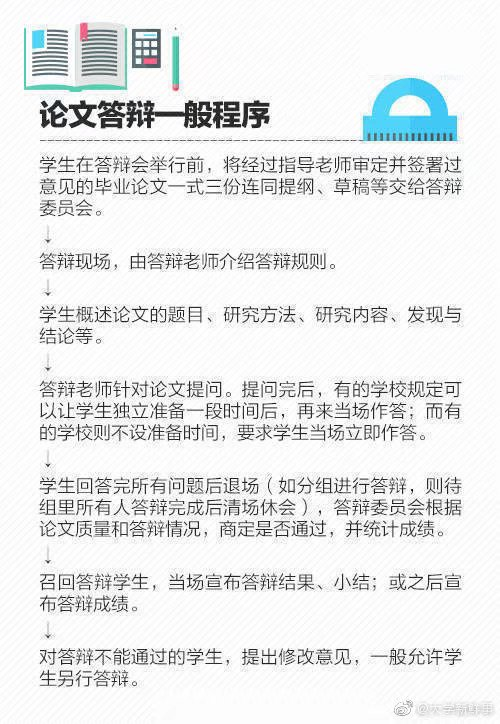 论文答辩一般程序
学生在答辩会举行前，将经过指导老师审定并签署过
意见的毕业论文一式三份连同提纲、草稿等交给答辩
委员会。
↓
答辩现场，由答辩老师介绍答辩规则。
↓
学生概述论文的题目、研究方法、研究内容、发现与
结论等。
↓
答辩老师针对论文提问。提问完后，有的学校规定可
以让学生独立准备一段时间后，再来当场作答；而有
的学校则不设准备时间，要求学生当场立即作答。
↓
学生回答完所有问题后退场（如分组进行答辩，则待
组里所有人答辩完成后清场休会），答辩委员会根据
论文质量和答辩情况，商定是否通过，并统计成绩。
↓
召回答辩学生，当场宣布答辩结果、小结；或之后宣
布答辩成绩。
↓
对答辩不能通过的学生，提出修改意见，一般允许学
生另行答辩。